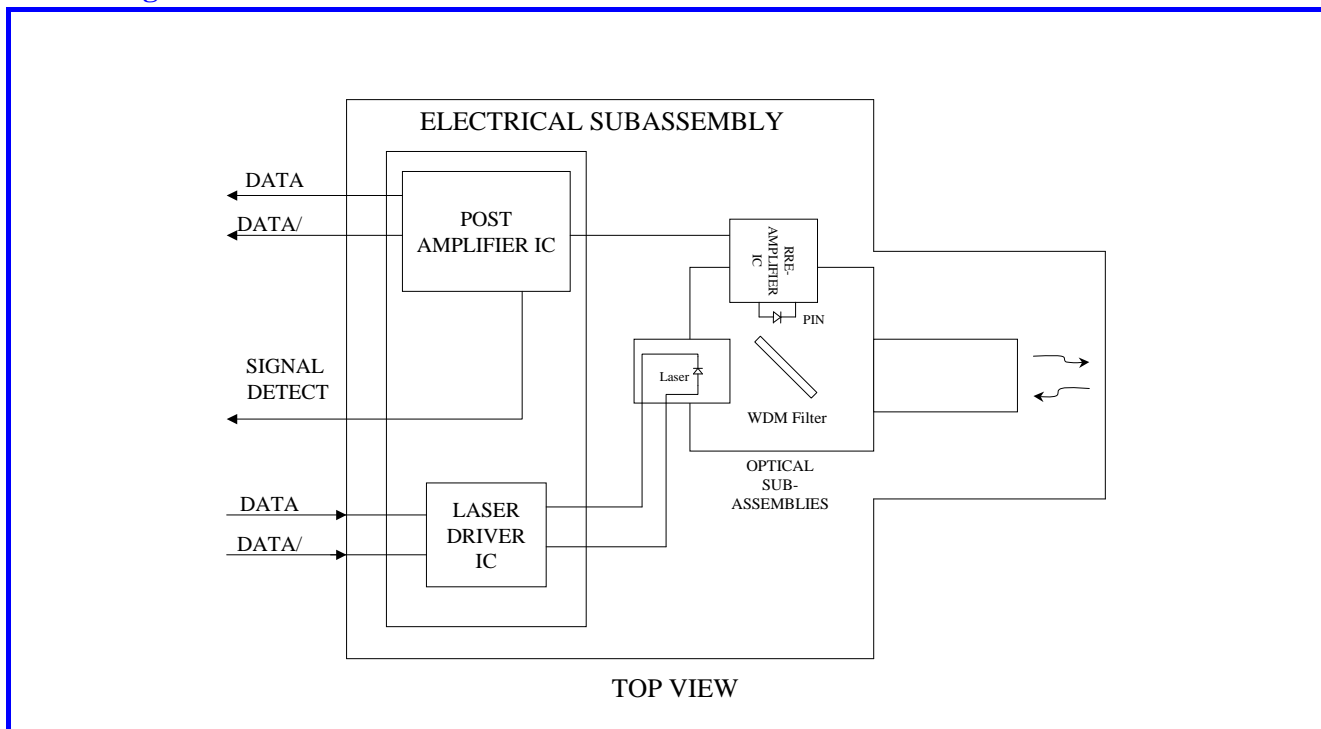 ELECTRICAL SUBASSEMBLY
DATA
DATA/
POST
AMPLIFIER IC
RRE-
AMPLIFIER
IC
PIN
SIGNAL
DETECT
Laser
WDM Filter
OPTICAL
SUB-
ASSEMBLIES
DATA
DATA/
LASER
DRIVER
IC
TOP VIEW